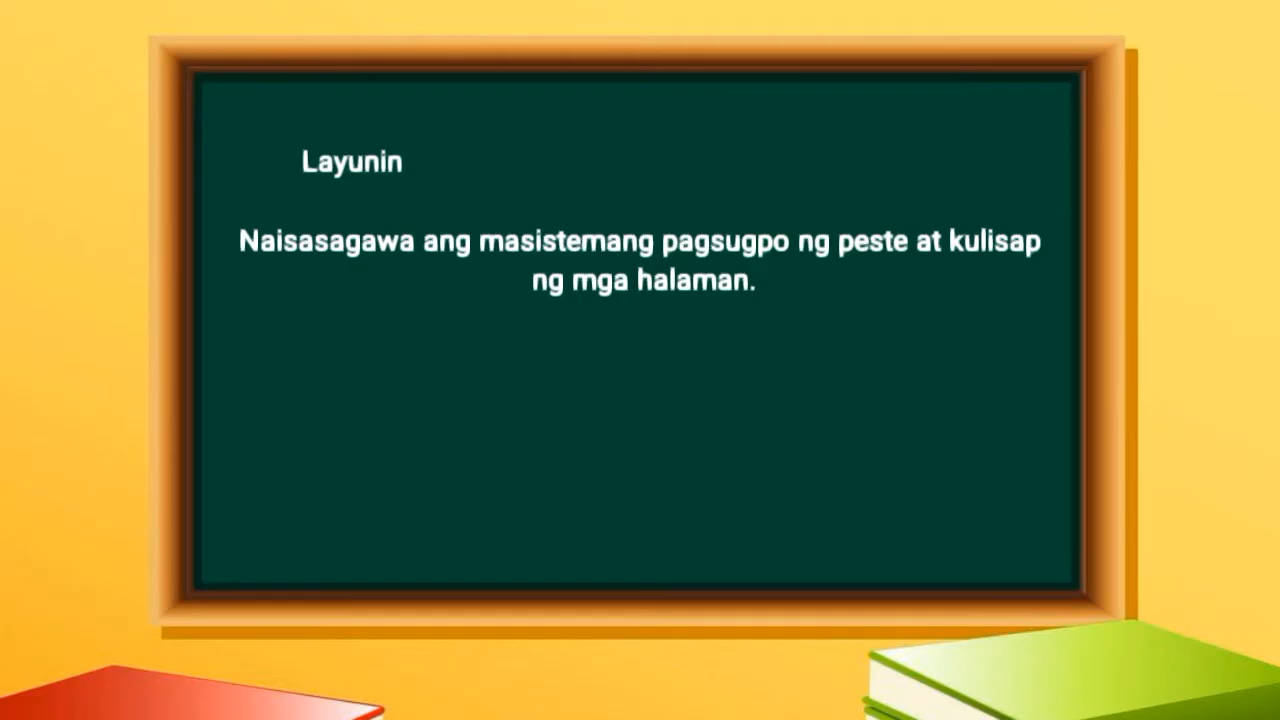 Layunin
Naisasagawa ang masistemang pagsugpo ng peste at kulisap
ng mga halaman.